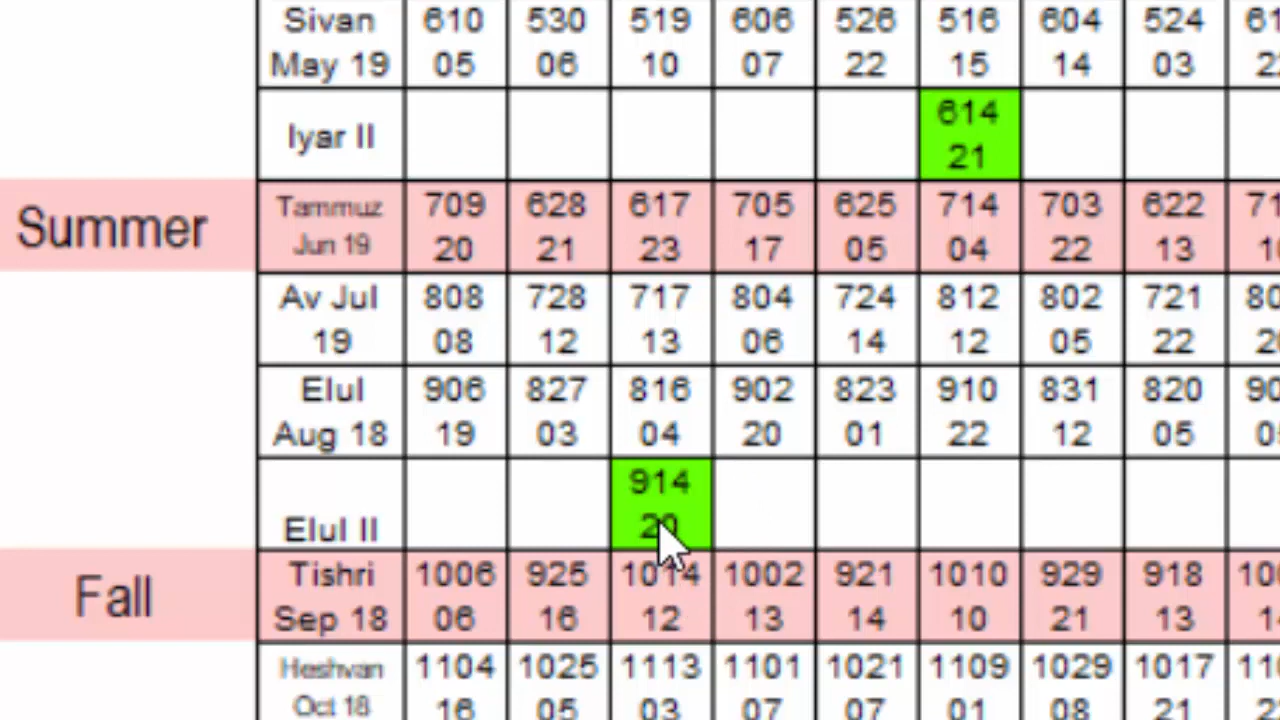 Sivan 610 530 519 606 526 516 604 524
May 19 05 06 10 07 22 15 14 03
Iyar II 614
21
Summer
Tammuz 709 628 617 705 625 714 703 622
Jun 19 20 21 23 17 05 04 22 13
Av Jul 808 728 717 804 724 812 802 721
19 08 12 13 06 14 12 05 22
Elul 906 827 816 902 823 910 831 820
Aug 18 19 03 04 20 01 22 12 05
914
Elul II 20
Fall
Tishri 1006 925 1014 1002 921 1010 929 918
Sep 18 06 16 12 13 14 10 21 13
Heshvan 1104 1025 1113 1101 1021 1109 1029 1017
Oct 18 16 05 03 07 07 01 08 21